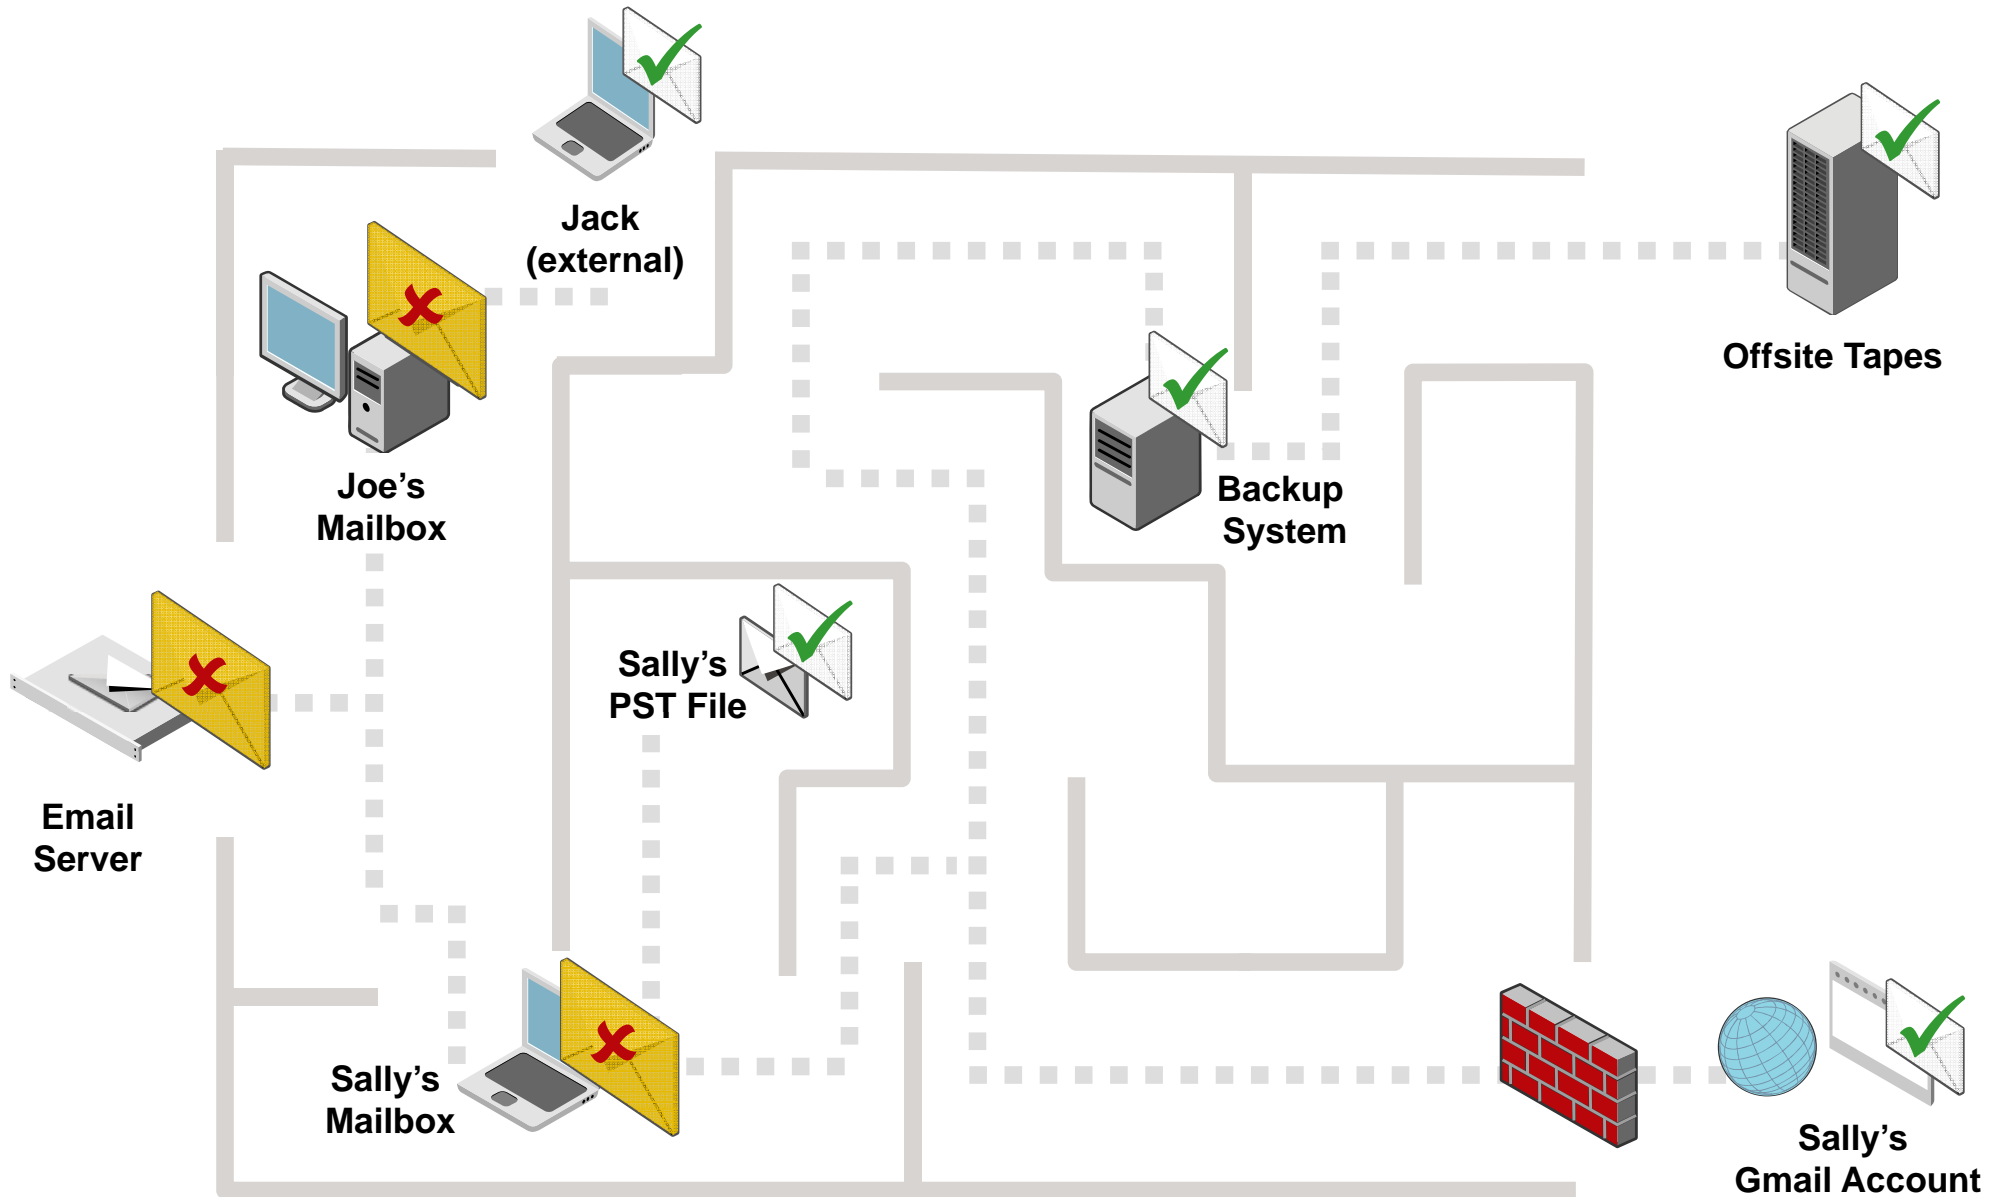 Jack
(external)
Offsite Tapes
Joe’s
Mailbox
Backup
System
Sally’s
PST File
Email
Server
Sally’s
Mailbox
Sally’s
Gmail Account